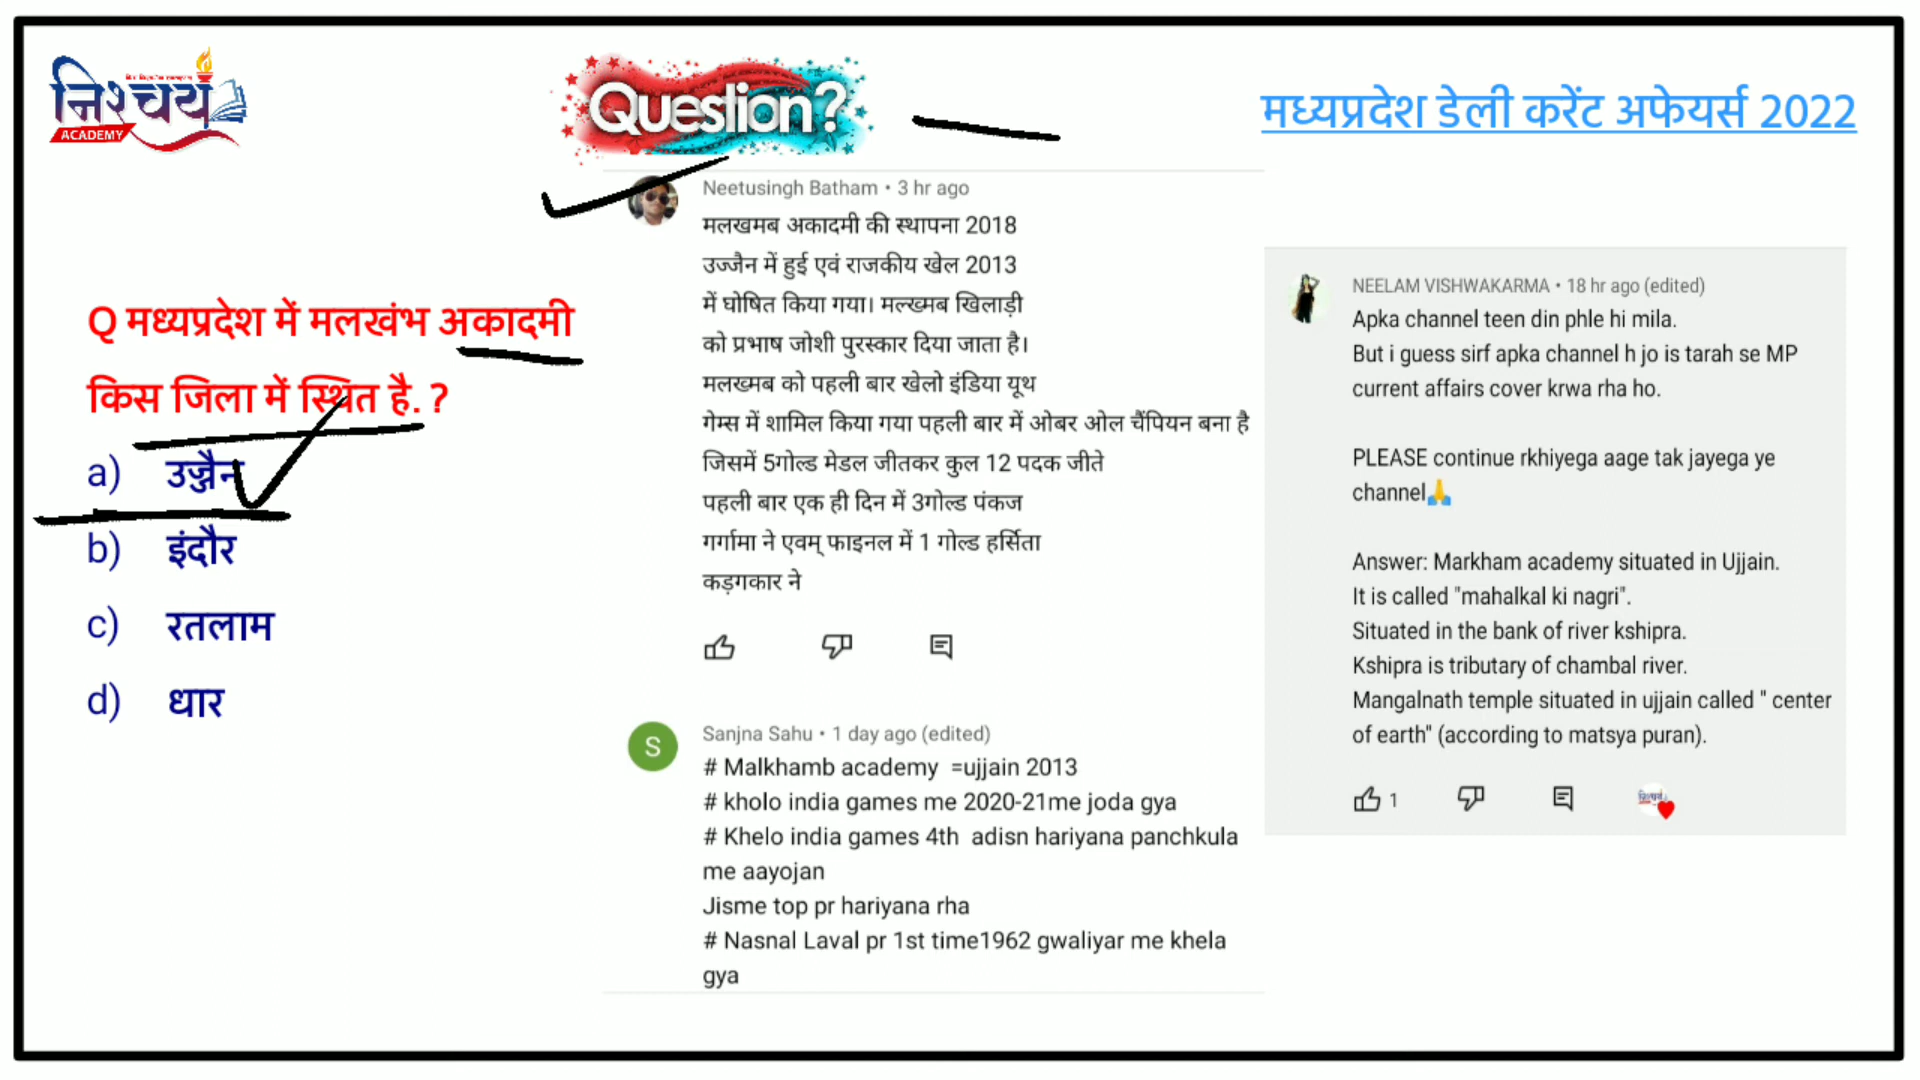 निश्चय
ACADEMY
Question?
मध्यप्रदेश डेली करेंट अफेयर्स 2022
Q मध्यप्रदेश में मलखंभ अकादमी
किस जिला में स्थित है. ?
a) उज्जैन
b) इंदौर
c) रतलाम
d) धार
Neetusingh Batham • 3 hr ago
मलखमब अकादमी की स्थापना 2018
उज्जैन में हुई एवं राजकीय खेल 2013
में घोषित किया गया। मल्ख्मब खिलाड़ी
को प्रभाष जोशी पुरस्कार दिया जाता है।
मलख्मब को पहली बार खेलो इंडिया यूथ
गेम्स में शामिल किया गया पहली बार में ओबर ओल चैंपियन बना है
जिसमें 5गोल्ड मेडल जीतकर कुल 12 पदक जीते
पहली बार एक ही दिन में 3गोल्ड पंकज
गर्गामा ने एवम् फाइनल में 1 गोल्ड हर्सिता
कड़गकार ने
Sanjna Sahu • 1 day ago (edited)
# Malkhamb academy =ujjain 2013
# kholo india games me 2020-21me joda gya
# Khelo india games 4th adisn hariyana panchkula
me aayojan
Jisme top pr hariyana rha
# Nasnal Laval pr 1st time1962 gwaliyar me khela
gya
NEELAM VISHWAKARMA • 18 hr ago (edited)
Apka channel teen din phle hi mila.
But i guess sirf apka channel h jo is tarah se MP
current affairs cover krwa rha ho.
PLEASE continue rkhiyega aage tak jayega ye
channel🙏
Answer: Markham academy situated in Ujjain.
It is called "mahalkal ki nagri".
Situated in the bank of river kshipra.
Kshipra is tributary of chambal river.
Mangalnath temple situated in ujjain called " center
of earth" (according to matsya puran).
1